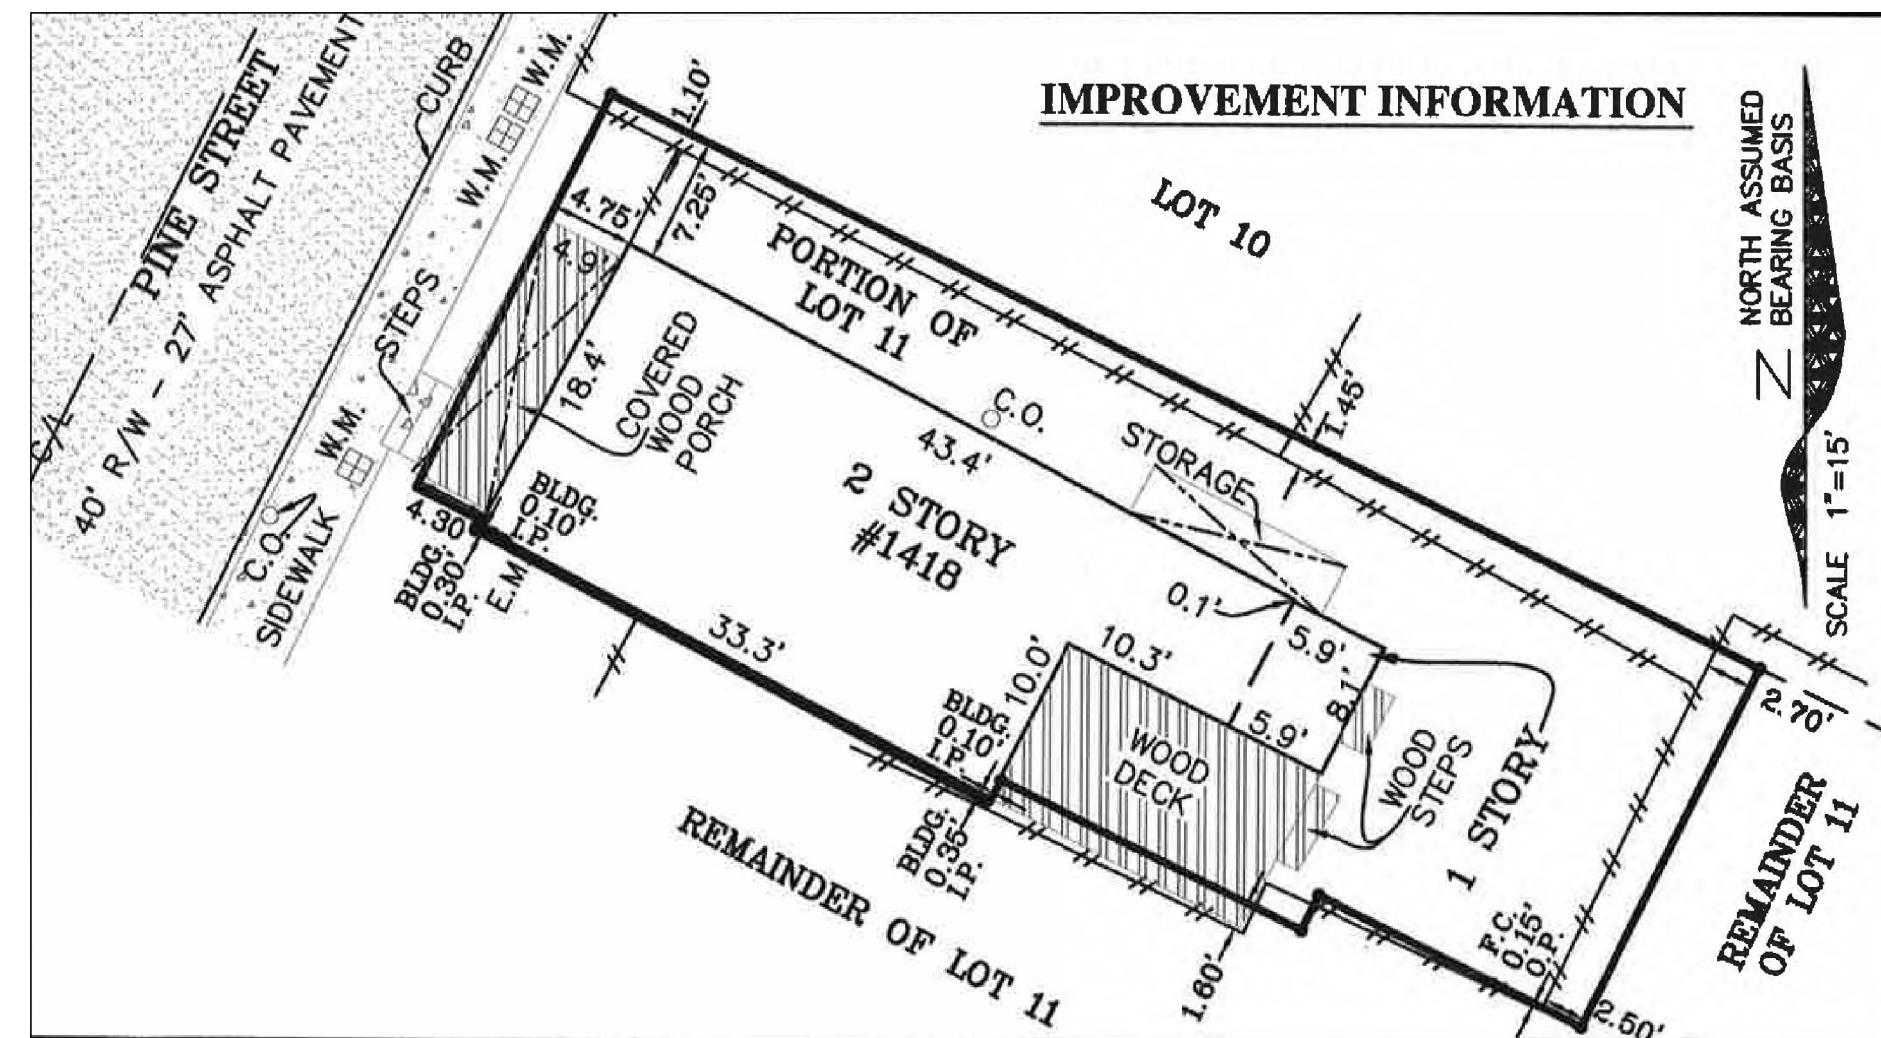 IMPROVEMENT INFORMATION
PINE STREET
40' R/W - 27' ASPHALT PAVEMENT
C/L
CURB
W.M.
W.M.
STEPS
W.M.
C.O.
SIDEWALK
1.10'
4.75'
7.25'
4.9'
18.4'
COVERED
WOOD
PORCH
PORTION OF
LOT 11
LOT 10
NORTH ASSUMED
BEARING BASIS
Z
SCALE 1"=15'
C.O.
43.4'
STORAGE
1.45'
2 STORY
#1418
0.1'
5.9'
8.1'
10.3'
10.0'
5.9'
WOOD
DECK
WOOD
STEPS
1 STORY
2.70'
REMAINDER
OF LOT 11
4.30'
BLDG.
0.10'
I.P.
BLDG.
0.30'
I.P.
E.M.
33.3'
BLDG.
0.10'
I.P.
BLDG.
0.35'
I.P.
REMAINDER OF LOT 11
1.60'
F.C.
0.15'
O.P.
2.50'